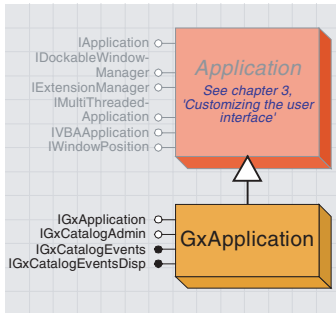 IApplication
IDockableWindow-
Manager
IExtensionManager
IMultiThreaded-
Application
IVBAApplication
IWindowPosition
Application
See chapter 3,
'Customizing the user
interface'
IGxApplication
IGxCatalogAdmin
IGxCatalogEvents
IGxCatalogEventsDisp
GxApplication